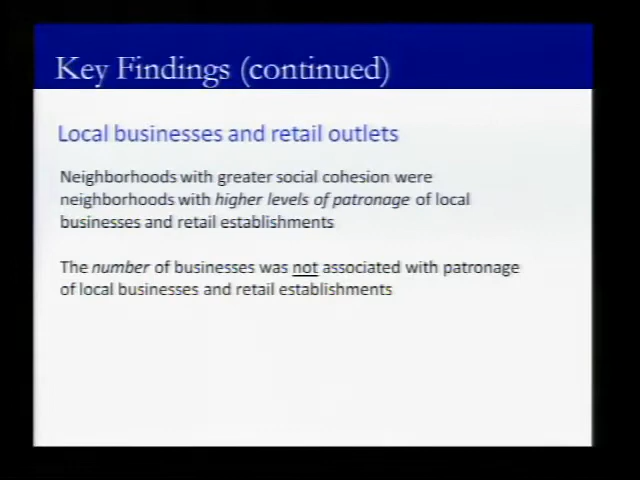 Key Findings (continued)
Local businesses and retail outlets
Neighborhoods with greater social cohesion were
neighborhoods with higher levels of patronage of local
businesses and retail establishments
The number of businesses was not associated with patronage
of local businesses and retail establishments